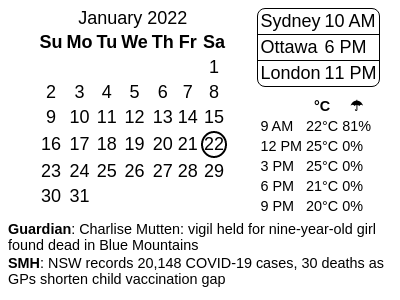 January 2022
Su Mo Tu We Th Fr Sa
1
2 3 4 5 6 7 8
9 10 11 12 13 14 15
16 17 18 19 20 21 22
23 24 25 26 27 28 29
30 31
Sydney 10 AM
Ottawa 6 PM
London 11 PM
°C ☂
9 AM 22°C 81%
12 PM 25°C 0%
3 PM 25°C 0%
6 PM 21°C 0%
9 PM 20°C 0%
Guardian: Charlise Mutten: vigil held for nine-year-old girl
found dead in Blue Mountains
SMH: NSW records 20,148 COVID-19 cases, 30 deaths as
GPs shorten child vaccination gap